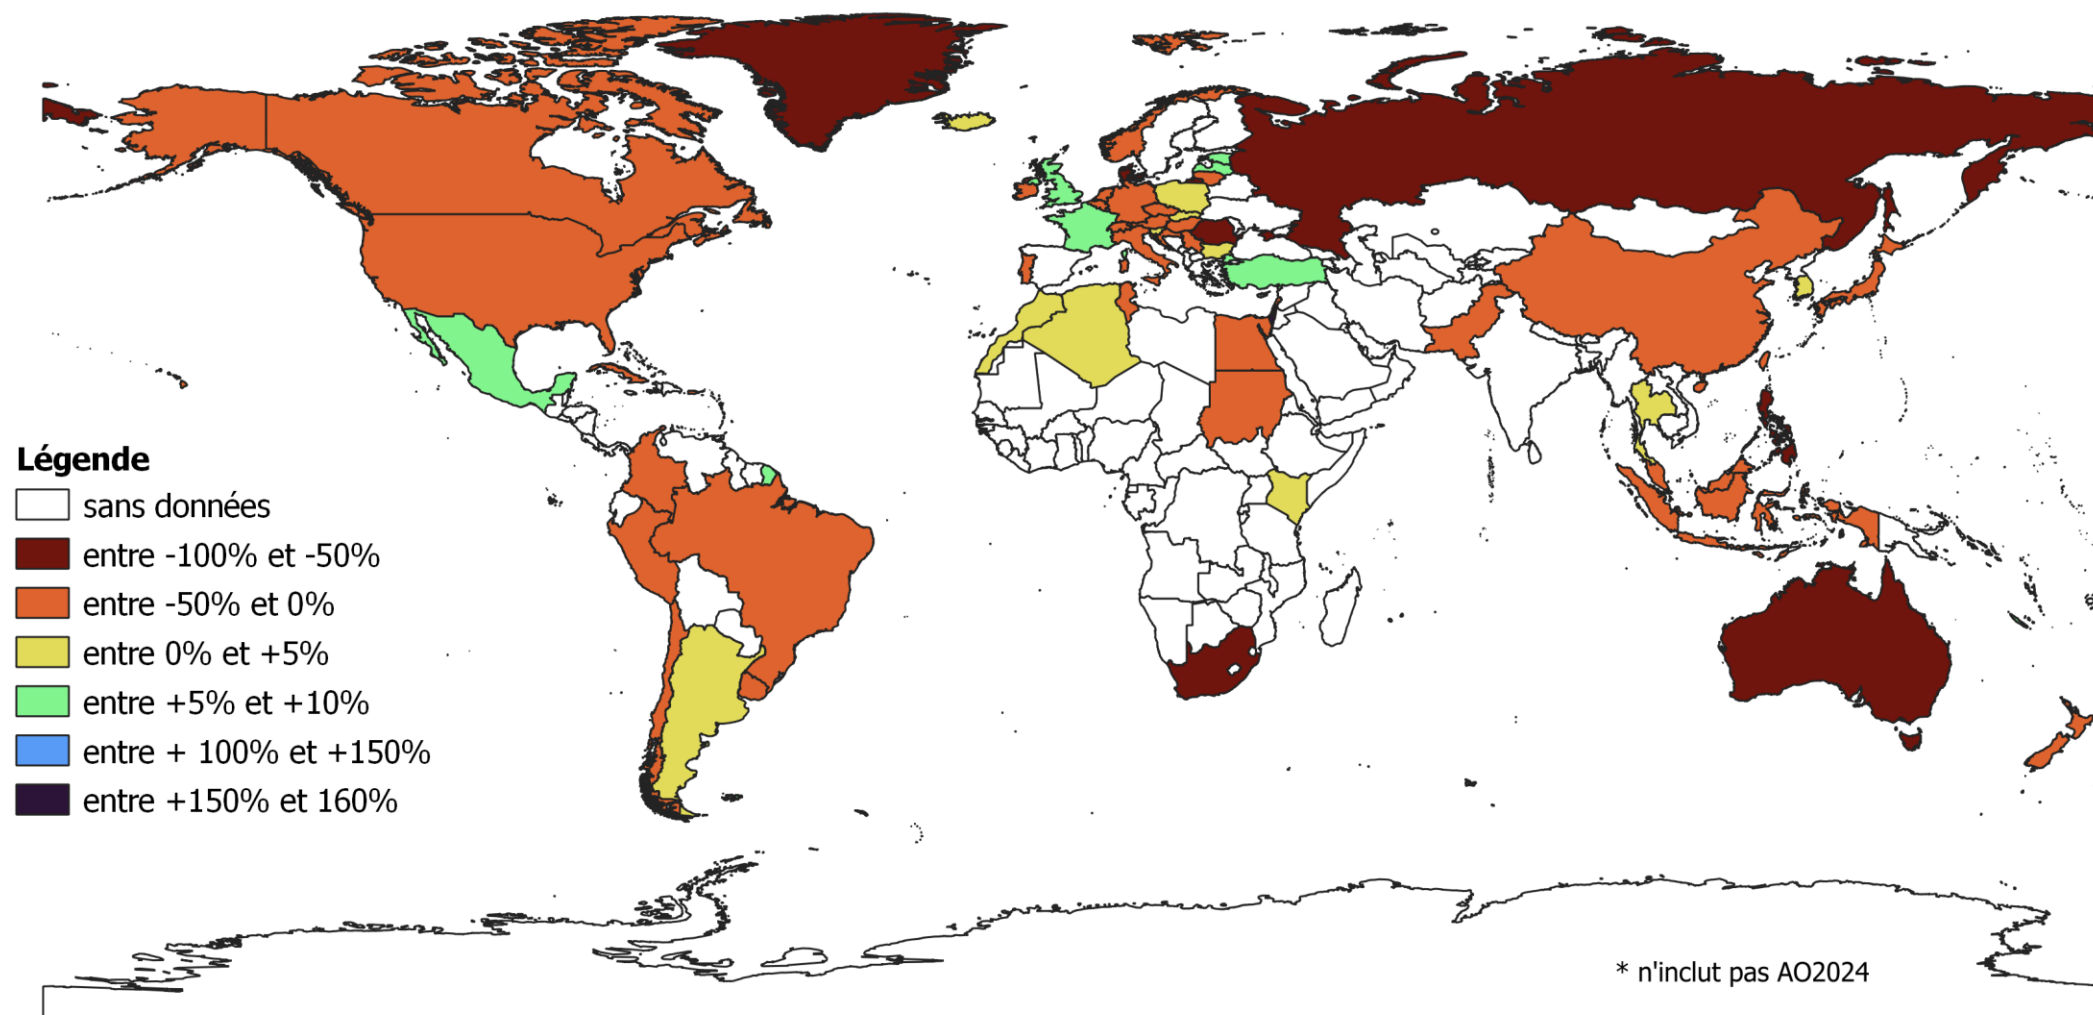 Légende
sans données
entre -100% et -50%
entre -50% et 0%
entre 0% et +5%
entre +5% et +10%
entre + 100% et +150%
entre +150% et 160%
* n'inclut pas AO2024